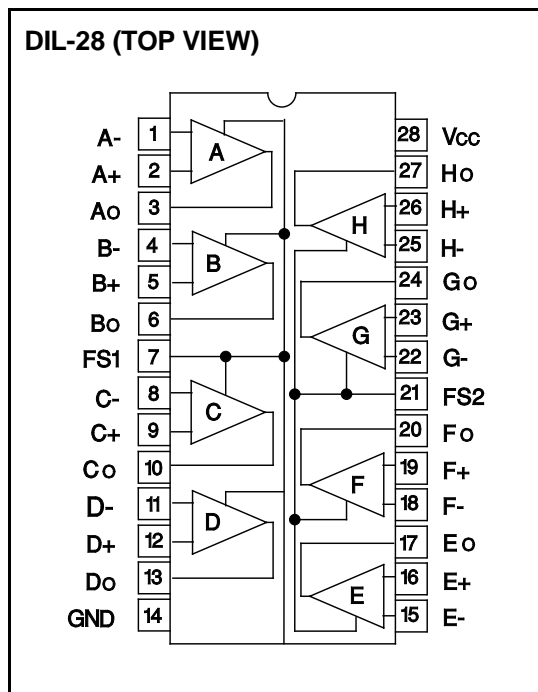 DIL-28 (TOP VIEW)
A- 1
A+ 2
Ao 3
B- 4
B+ 5
Bo 6
FS1 7
C- 8
C+ 9
Co 10
D- 11
D+ 12
Do 13
GND 14
A
B
C
D
H
G
F
E
28 Vcc
27 Ho
26 H+
25 H-
24 Go
23 G+
22 G-
21 FS2
20 Fo
19 F+
18 F-
17 Eo
16 E+
15 E-